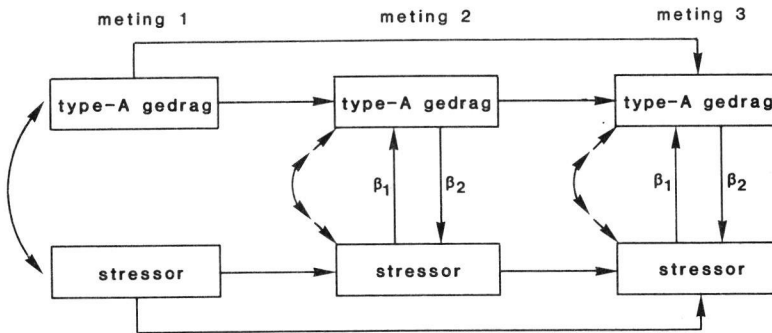 meting 1 meting 2 meting 3
type-A gedrag type-A gedrag type-A gedrag
β1 β2 β1 β2
stressor stressor stressor